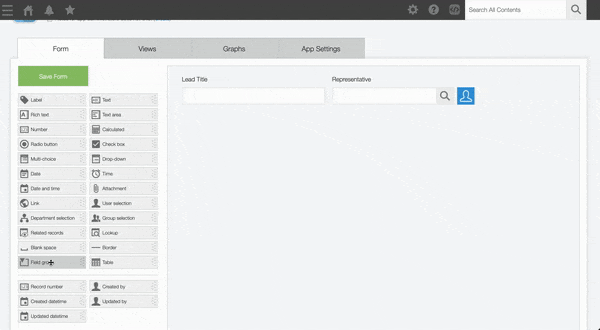 Search All Contents
Form
Views
Graphs
App Settings
Save Form
Lead Title
Representative
Label
Text
Rich text
Text area
Number
Calculated
Radio button
Check box
Multi-choice
Drop-down
Date
Time
Date and time
Attachment
Link
User selection
Department selection
Group selection
Related records
Lookup
Blank space
Border
Field
Table
Record number
Created by
Created datetime
Updated by
Updated datetime